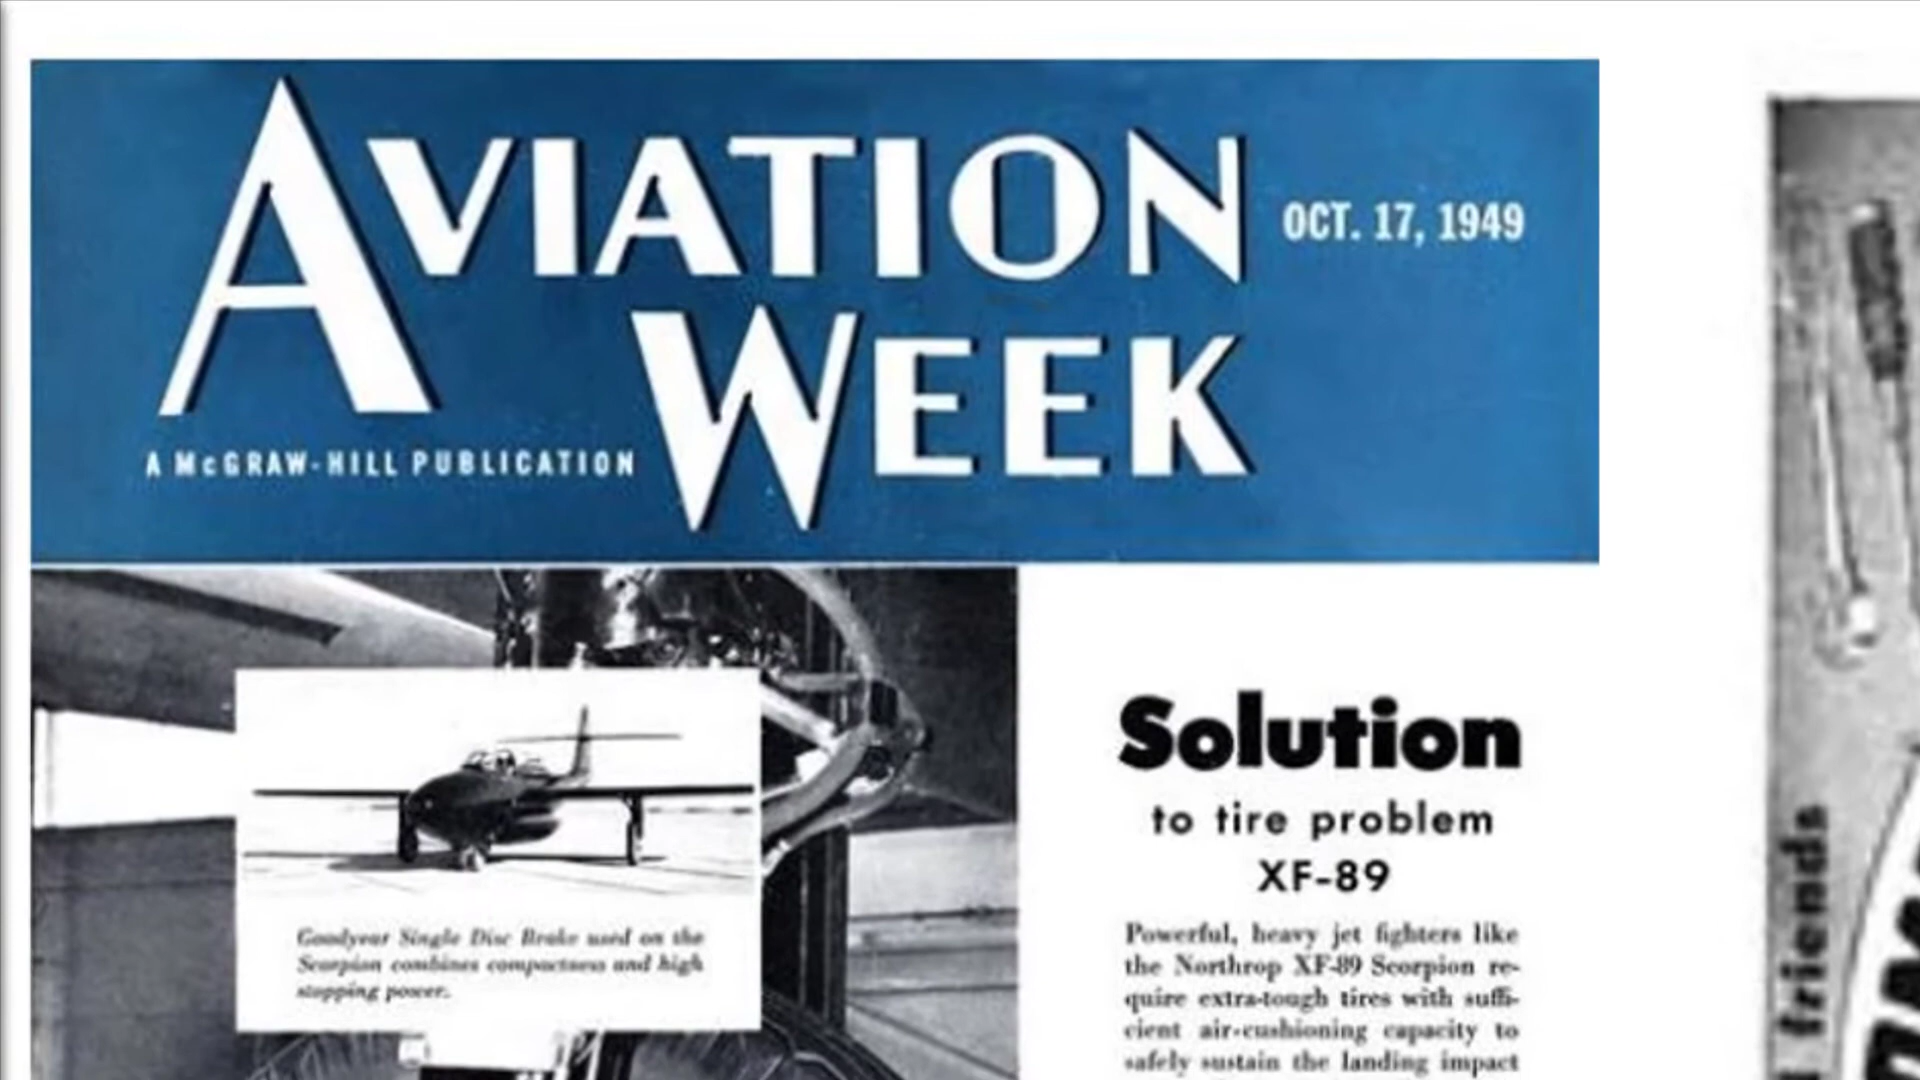 AVIATION
WEEK
OCT. 17, 1949
A McGRAW-HILL PUBLICATION
Goodyear Single Disc Brake used on the
Scorpion combines compactness and high
stopping power.
Solution
to tire problem
XF-89
Powerful, heavy jet fighters like
the Northrop XF-89 Scorpion re-
quire extra-tough tires with suffi-
cient air-cushioning capacity to
safely sustain the landing impact
friends